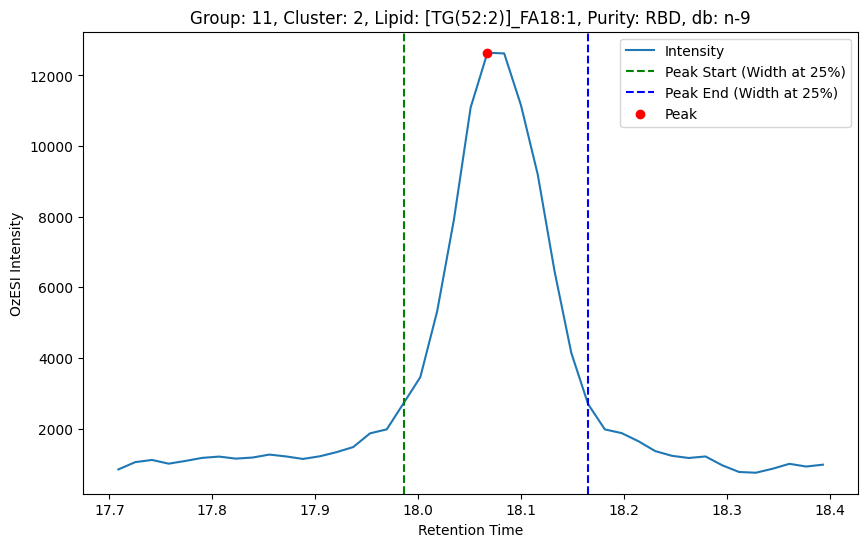 Group: 11, Cluster: 2, Lipid: [TG(52:2)]_FA18:1, Purity: RBD, db: n-9
Intensity
Peak Start (Width at 25%)
Peak End (Width at 25%)
Peak
OzESI Intensity
12000
10000
8000
6000
4000
2000
17.7 17.8 17.9 18.0 18.1 18.2 18.3 18.4
Retention Time